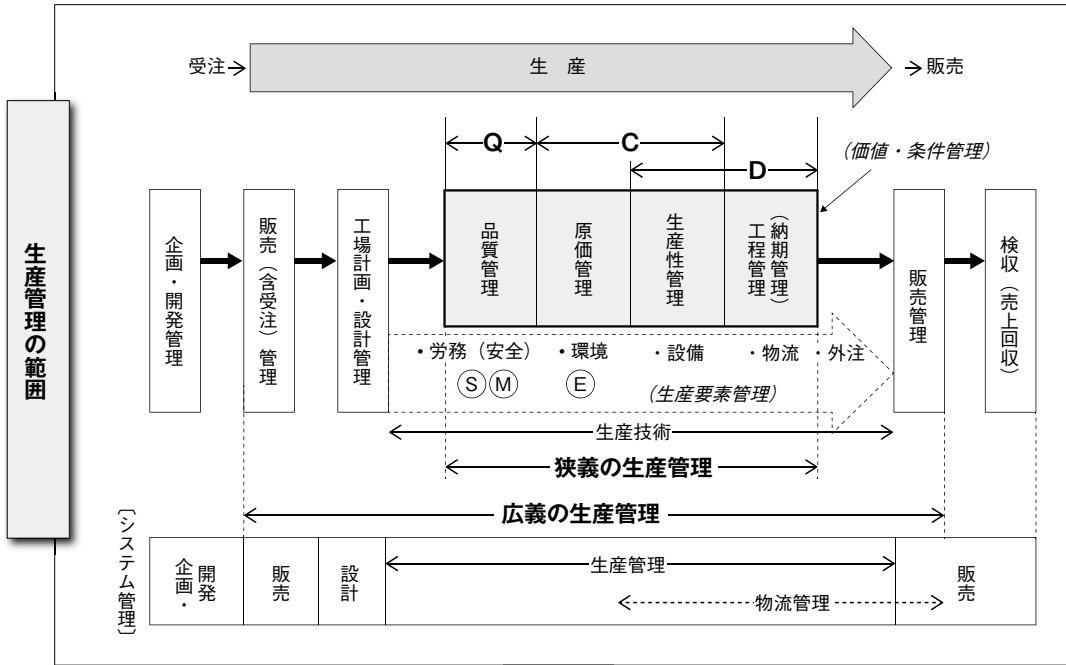 生産管理の範囲
受注
生　産
販売
Q
C
D
（価値・条件管理）
企画・開発管理
販売（含受注）管理
工場計画・設計管理
品質管理
原価管理
生産性管理
工程管理
（納期管理）
販売管理
検収（売上回収）
・労務（安全）
・環境
・設備
・物流
・外注
S
M
E
（生産要素管理）
生産技術
狭義の生産管理
広義の生産管理
〔システム管理〕
企画・
開発
販売
設計
生産管理
物流管理
販売